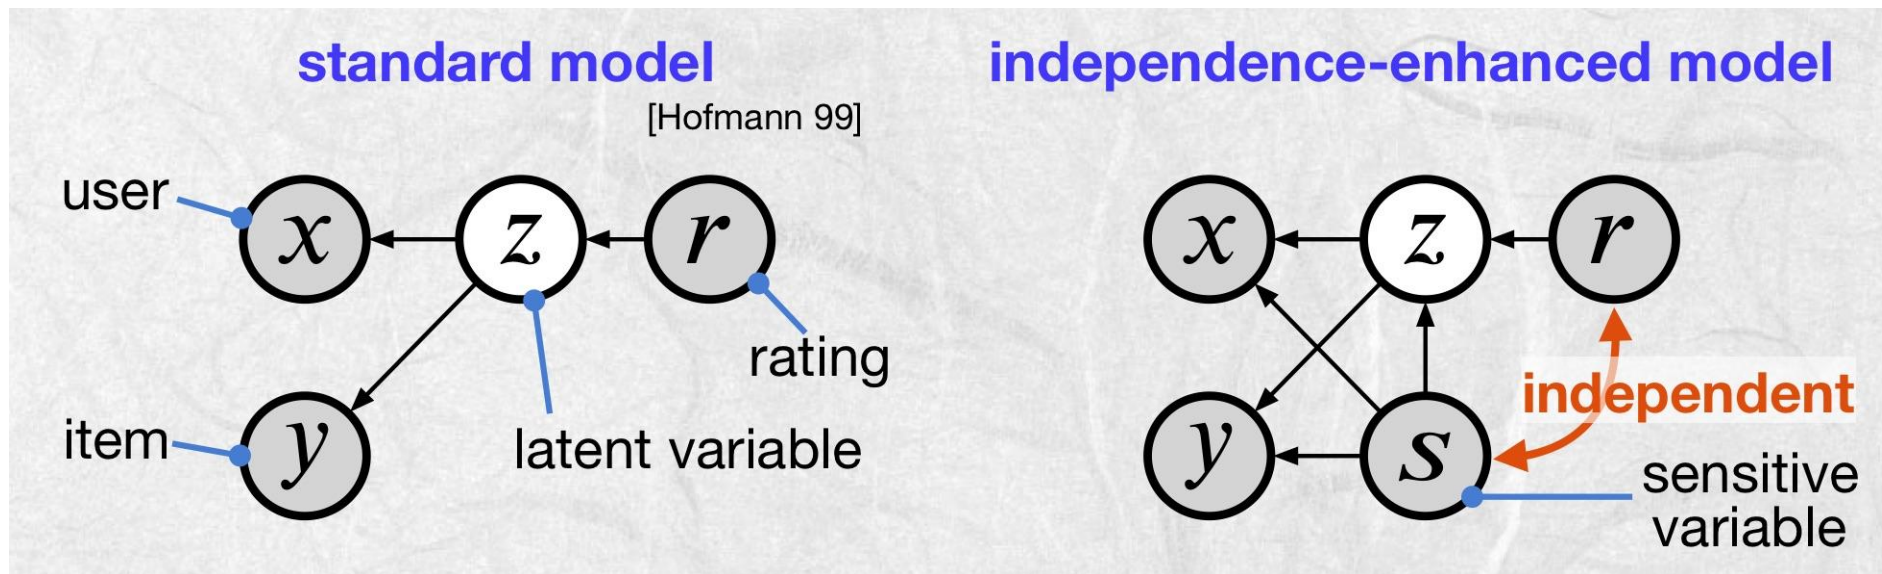 standard model
[Hofmann 99]
user
x
z
r
rating
item
y
latent variable
independence-enhanced model
x
z
r
independent
y
s
sensitive
variable